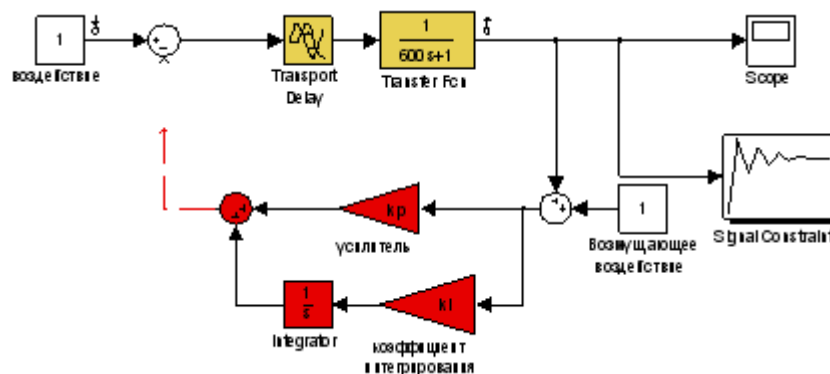 1
воздействие
Transport
Delay
1
600 s+1
Transfer Fcn
Scope
kp
усилитель
1
Возмущающее
воздействие
Signal Constraint
1
s
Integrator
ki
коэффициент
интегрирования